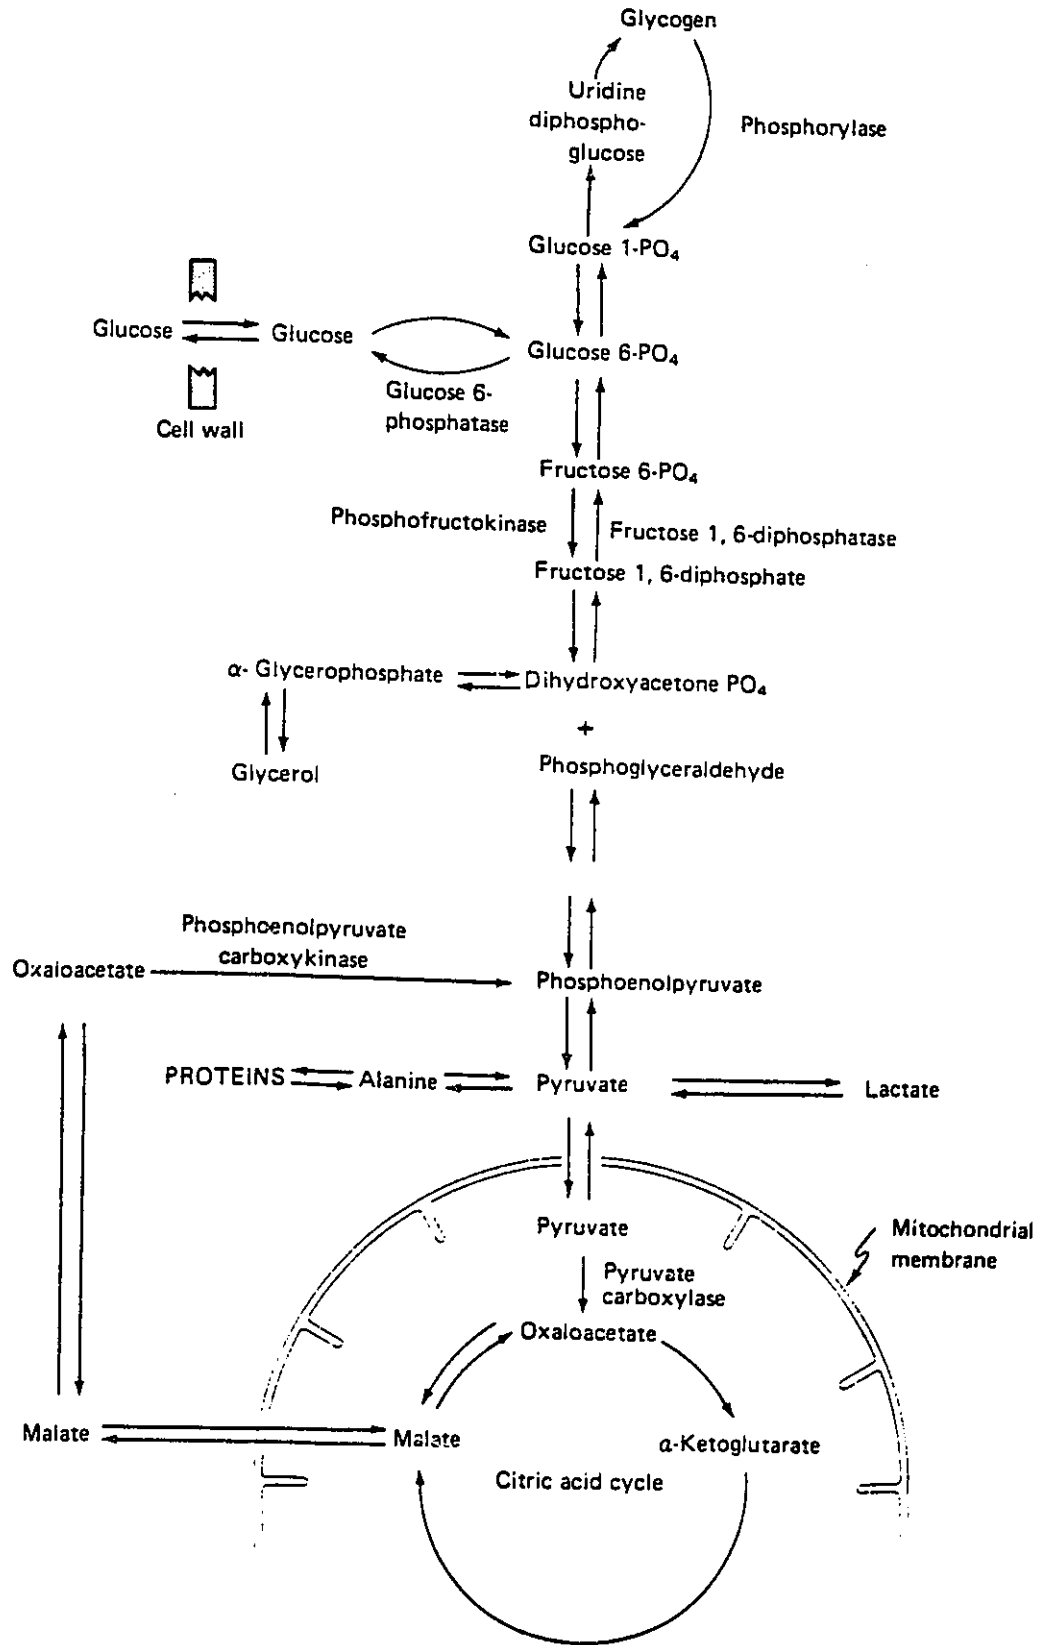 Glycogen
Uridine
diphospho-
glucose
Phosphorylase
Glucose 1-PO₄
Glucose
Glucose
Glucose 6-PO₄
Glucose 6-
phosphatase
Cell wall
Fructose 6-PO₄
Phosphofructokinase
Fructose 1, 6-diphosphatase
Fructose 1, 6-diphosphate
α- Glycerophosphate
Dihydroxyacetone PO₄
+
Glycerol
Phosphoglyceraldehyde
Phosphoenolpyruvate
carboxykinase
Oxaloacetate
Phosphoenolpyruvate
PROTEINS
Alanine
Pyruvate
Lactate
Pyruvate
Mitochondrial
membrane
Pyruvate
carboxylase
Oxaloacetate
Malate
Malate
α-Ketoglutarate
Citric acid cycle